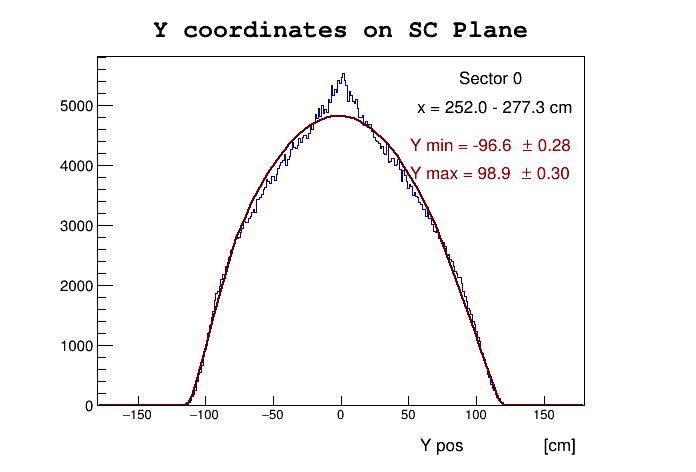 Y coordinates on SC Plane
Sector 0
x = 252.0 - 277.3 cm
Y min = -96.6 ± 0.28
Y max = 98.9 ± 0.30
5000
4000
3000
2000
1000
0
−150 −100 −50 0 50 100 150
Y pos [cm]